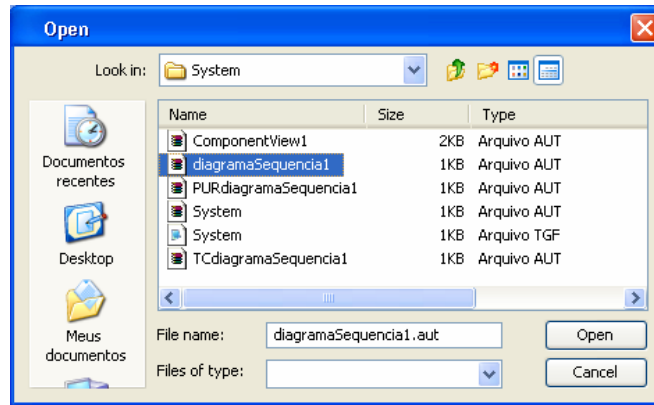 Open
Look in: System
Name Size Type
ComponentView1 2KB Arquivo AUT
diagramaSequencia1 1KB Arquivo AUT
PURdiagramaSequencia1 1KB Arquivo AUT
System 1KB Arquivo AUT
System 1KB Arquivo TGF
TCdiagramaSequencia1 1KB Arquivo AUT
Documentos
recentes
Desktop
Meus
documentos
File name: diagramaSequencia1.aut Open
Files of type: Cancel